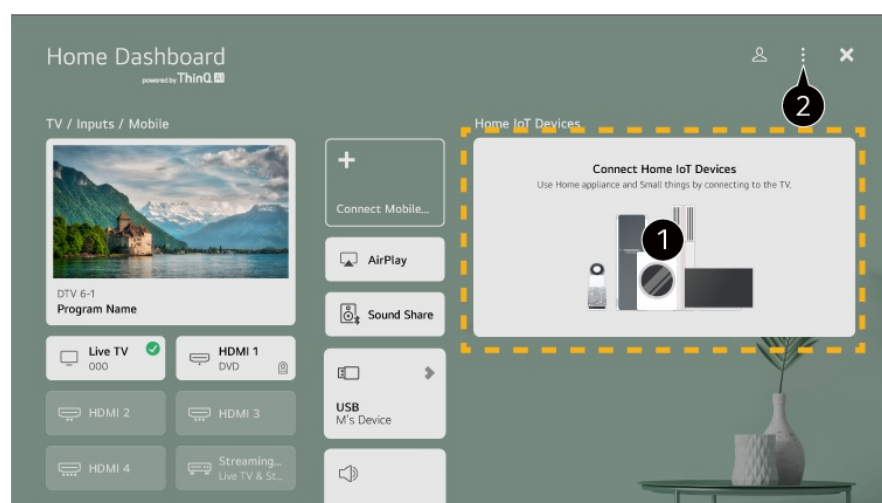 Home Dashboard
powered by ThinQ AI
2
TV / Inputs / Mobile
Home IoT Devices
Connect Home IoT Devices
Use Home appliance and Small things by connecting to the TV.
1
DTV 6-1
Program Name
Live TV
000
HDMI 1
DVD
HDMI 2
HDMI 3
HDMI 4
Streaming...
Live TV & St...
+
Connect Mobile...
AirPlay
Sound Share
USB
M's Device